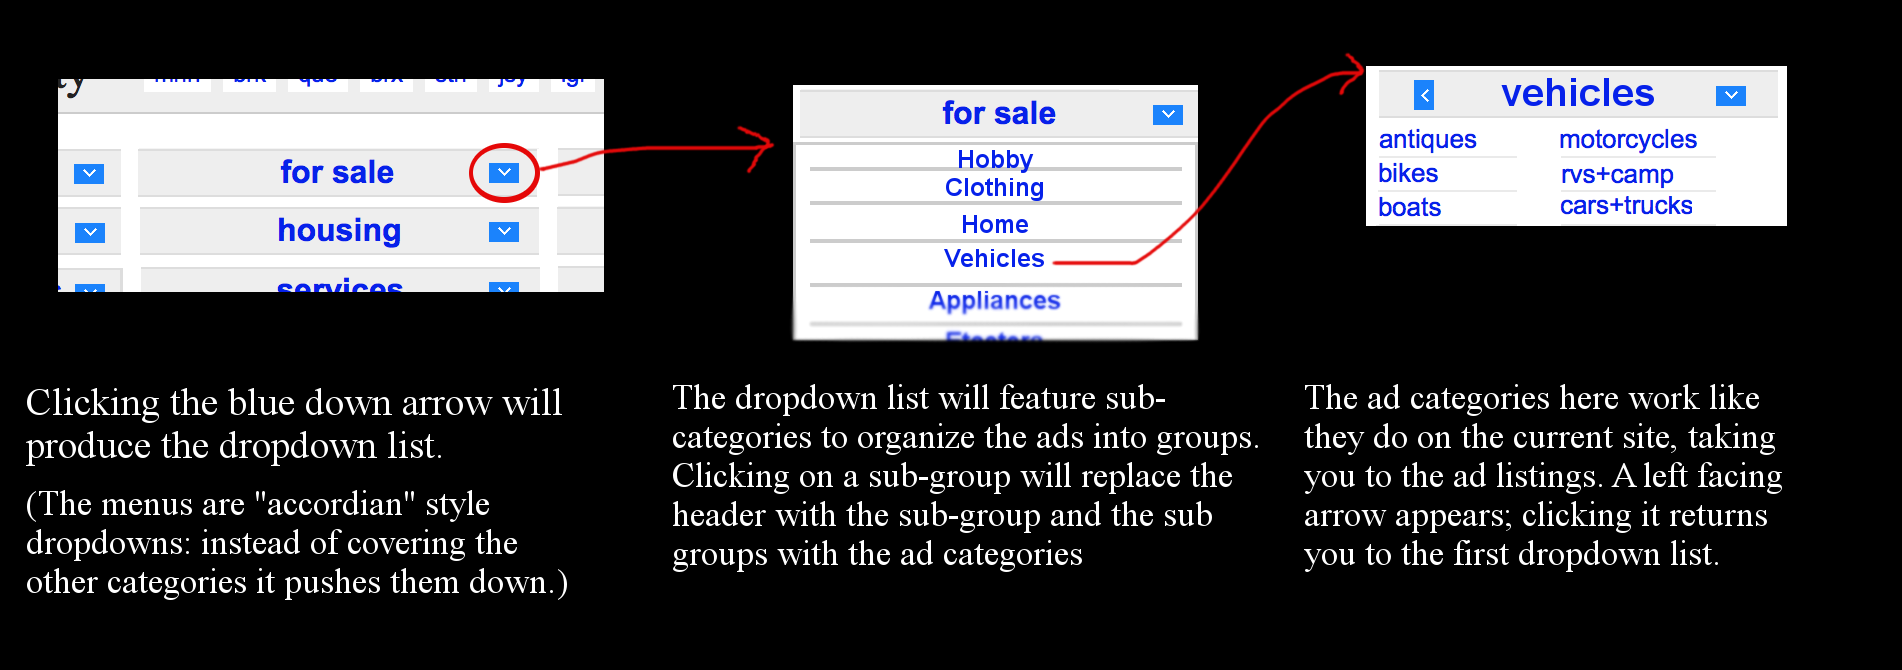 for sale
housing
services
for sale
Hobby
Clothing
Home
Vehicles
Appliances
Etcetera
vehicles
antiques
motorcycles
bikes
rvs+camp
boats
cars+trucks
Clicking the blue down arrow will
produce the dropdown list.
(The menus are "accordian" style
dropdowns: instead of covering the
other categories it pushes them down.)
The dropdown list will feature sub-
categories to organize the ads into groups.
Clicking on a sub-group will replace the
header with the sub-group and the sub
groups with the ad categories
The ad categories here work like
they do on the current site, taking
you to the ad listings. A left facing
arrow appears; clicking it returns
you to the first dropdown list.